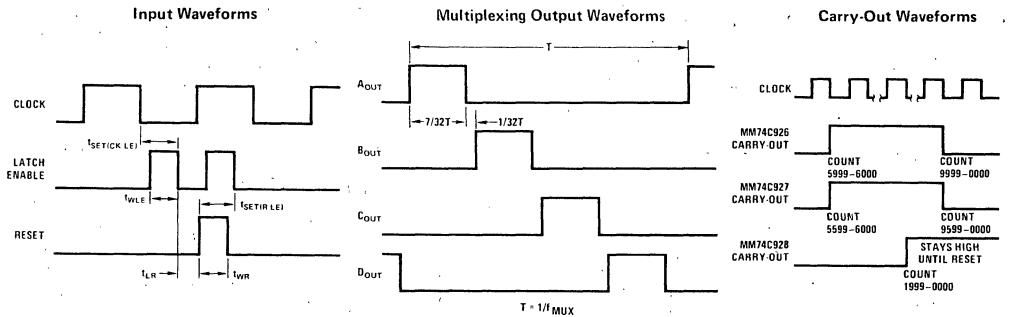 Input Waveforms
CLOCK
tSET(CK LE)
LATCH
ENABLE
tWLE
tSET(R LE)
RESET
tLR
tWR
Multiplexing Output Waveforms
T
AOUT
7/32T
1/32T
BOUT
COUT
DOUT
T = 1/fMUX
Carry-Out Waveforms
CLOCK
MM74C926
CARRY-OUT
COUNT
5999-6000
COUNT
9999-0000
MM74C927
CARRY-OUT
COUNT
5599-6000
COUNT
9599-0000
MM74C928
CARRY-OUT
STAYS HIGH
UNTIL RESET
COUNT
1999-0000